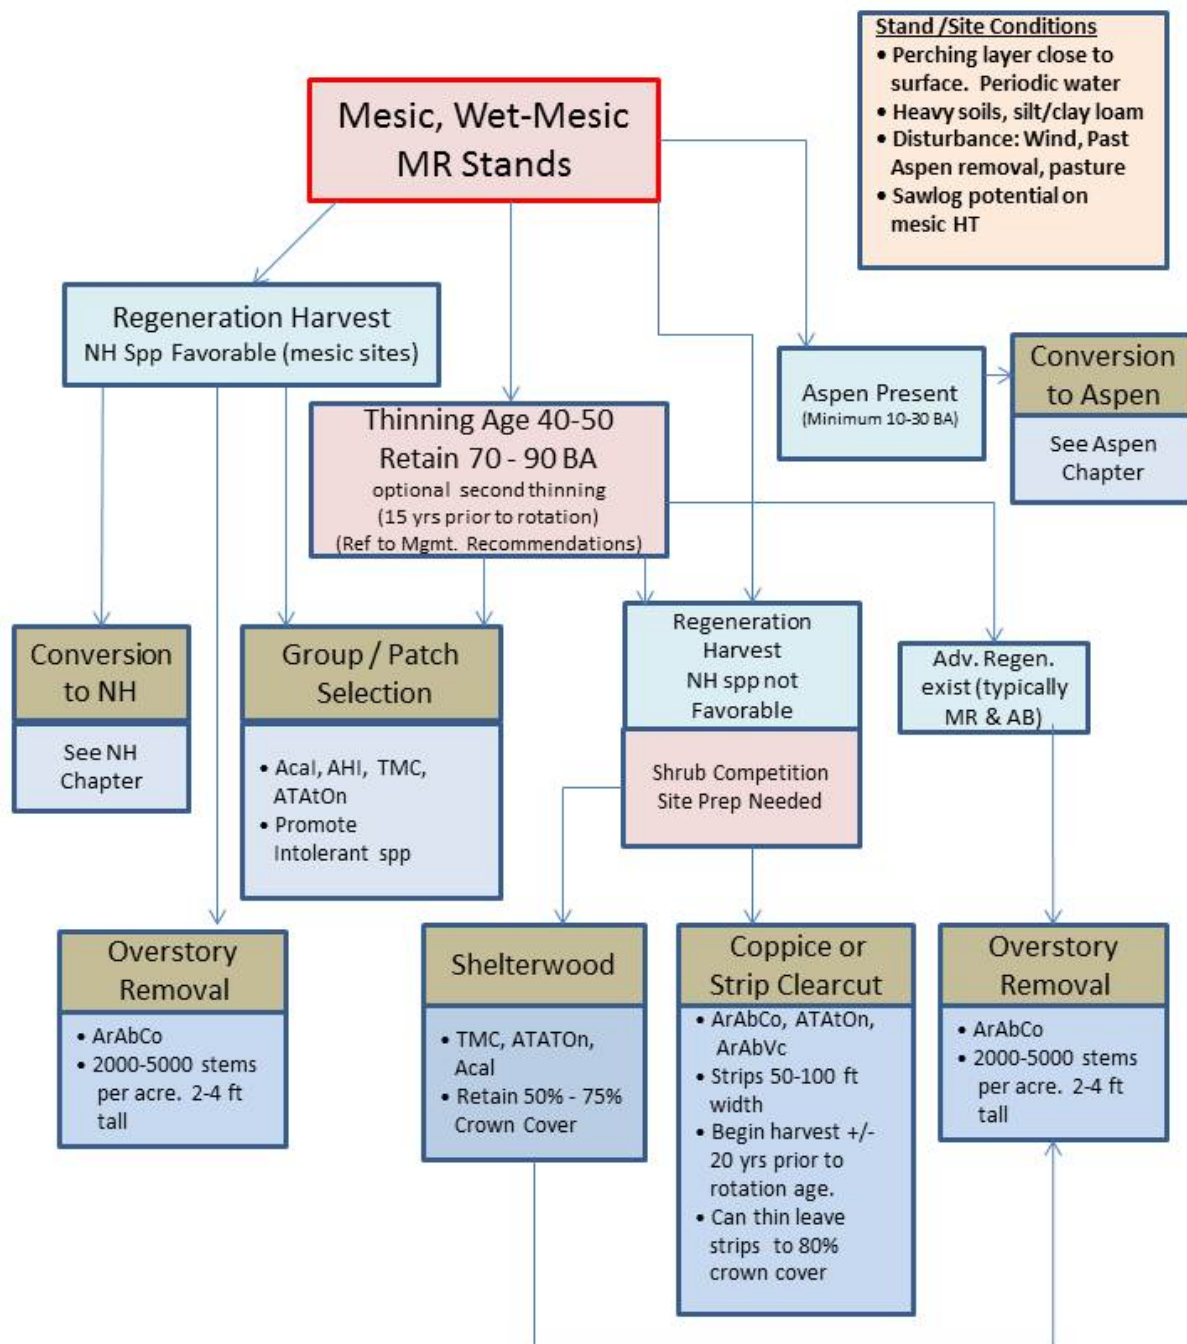 Stand /Site Conditions
• Perching layer close to
surface. Periodic water
• Heavy soils, silt/clay loam
• Disturbance: Wind, Past
Aspen removal, pasture
• Sawlog potential on
mesic HT
Mesic, Wet-Mesic
MR Stands
Regeneration Harvest
NH Spp Favorable (mesic sites)
Aspen Present
(Minimum 10-30 BA)
Conversion
to Aspen
See Aspen
Chapter
Thinning Age 40-50
Retain 70 - 90 BA
optional second thinning
(15 yrs prior to rotation)
(Ref to Mgmt. Recommendations)
Conversion
to NH
See NH
Chapter
Group / Patch
Selection
• AcaI, AHI, TMC,
ATAtOn
• Promote
Intolerant spp
Regeneration
Harvest
NH spp not
Favorable
Shrub Competition
Site Prep Needed
Adv. Regen.
exist (typically
MR & AB)
Overstory
Removal
• ArAbCo
• 2000-5000 stems
per acre. 2-4 ft
tall
Shelterwood
• TMC, ATATOn,
AcaI
• Retain 50% - 75%
Crown Cover
Coppice or
Strip Clearcut
• ArAbCo, ATAtOn,
ArAbVc
• Strips 50-100 ft
width
• Begin harvest +/-
20 yrs prior to
rotation age.
• Can thin leave
strips to 80%
crown cover
Overstory
Removal
• ArAbCo
• 2000-5000 stems
per acre. 2-4 ft
tall